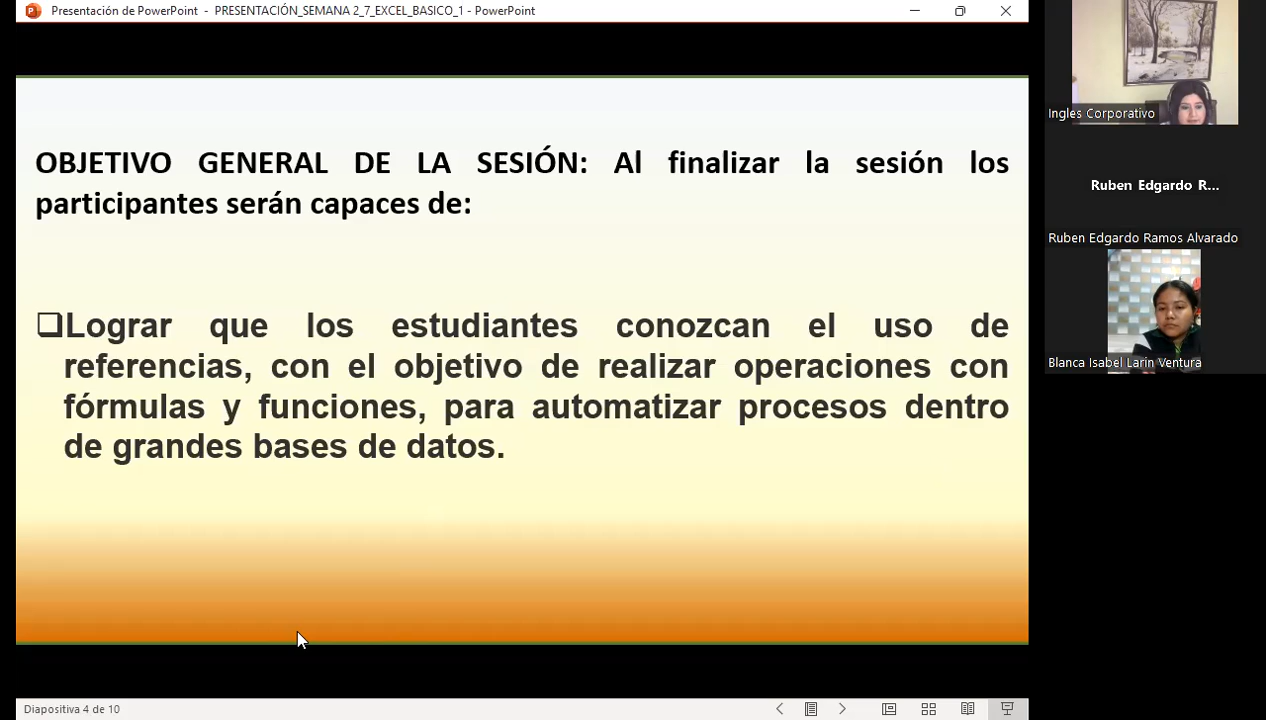 Presentación de PowerPoint - PRESENTACIÓN_SEMANA 2_7_EXCEL_BASICO_1 - PowerPoint
OBJETIVO GENERAL DE LA SESIÓN: Al finalizar la sesión los
participantes serán capaces de:
❑Lograr que los estudiantes conozcan el uso de
referencias, con el objetivo de realizar operaciones con
fórmulas y funciones, para automatizar procesos dentro
de grandes bases de datos.
Diapositiva 4 de 10
Ingles Corporativo
Ruben Edgardo R...
Ruben Edgardo Ramos Alvarado
Blanca Isabel Larin Ventura